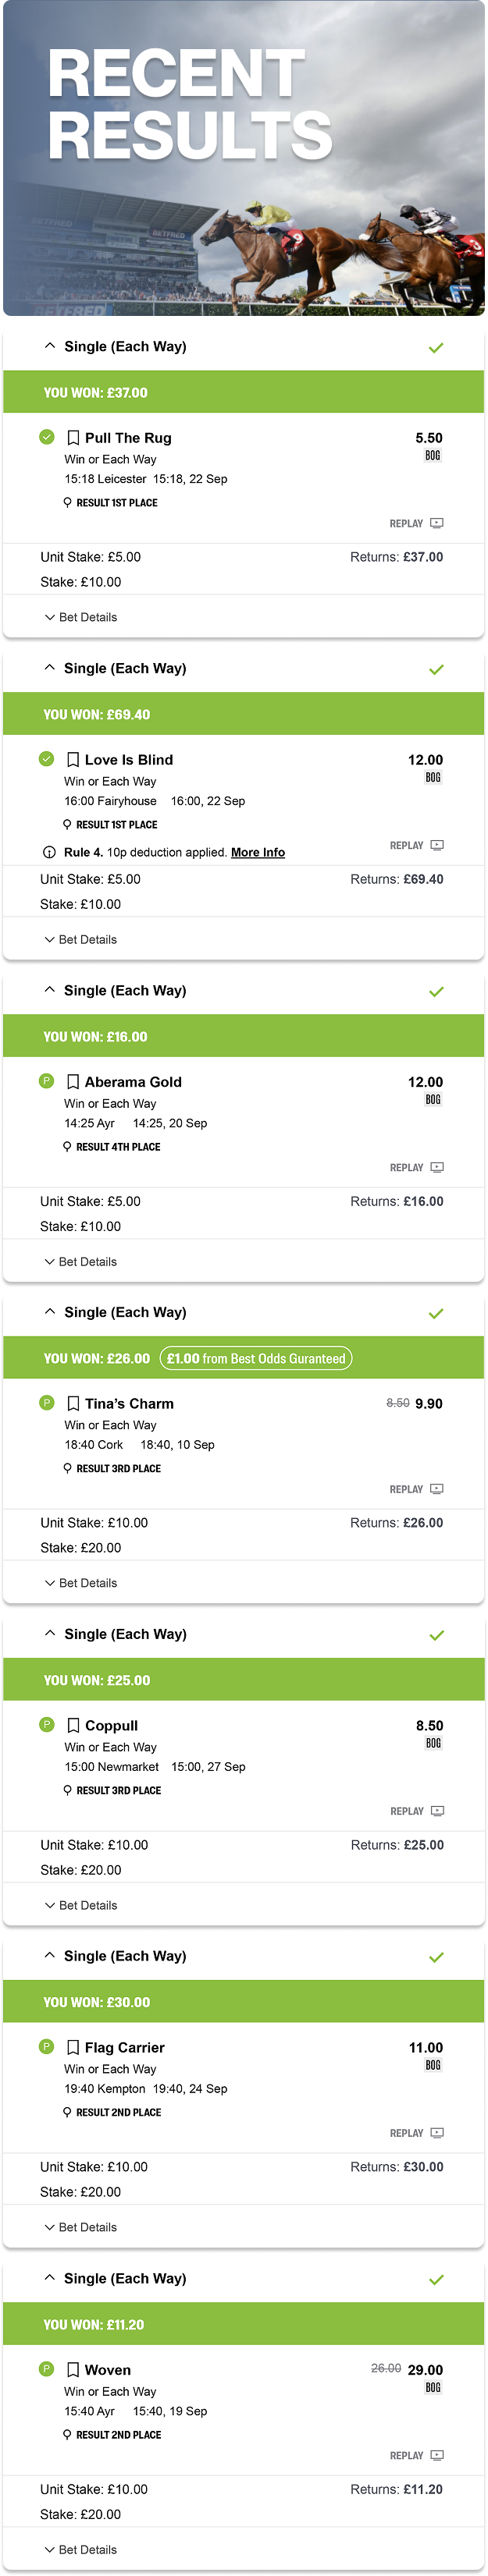 RECENT
RESULTS
BETFRED
BETFRED
BETFRED
9
3
Single (Each Way)
YOU WON: £37.00
Pull The Rug 5.50
BOG
Win or Each Way
15:18 Leicester 15:18, 22 Sep
RESULT 1ST PLACE
REPLAY
Unit Stake: £5.00 Returns: £37.00
Stake: £10.00
Bet Details
Single (Each Way)
YOU WON: £69.40
Love Is Blind 12.00
BOG
Win or Each Way
16:00 Fairyhouse 16:00, 22 Sep
RESULT 1ST PLACE
REPLAY
Rule 4. 10p deduction applied. More Info
Unit Stake: £5.00 Returns: £69.40
Stake: £10.00
Bet Details
Single (Each Way)
YOU WON: £16.00
P Aberama Gold 12.00
BOG
Win or Each Way
14:25 Ayr 14:25, 20 Sep
RESULT 4TH PLACE
REPLAY
Unit Stake: £5.00 Returns: £16.00
Stake: £10.00
Bet Details
Single (Each Way)
YOU WON: £26.00 £1.00 from Best Odds Guranteed
P Tina’s Charm 8.50 9.90
Win or Each Way
18:40 Cork 18:40, 10 Sep
RESULT 3RD PLACE
REPLAY
Unit Stake: £10.00 Returns: £26.00
Stake: £20.00
Bet Details
Single (Each Way)
YOU WON: £25.00
P Coppull 8.50
BOG
Win or Each Way
15:00 Newmarket 15:00, 27 Sep
RESULT 3RD PLACE
REPLAY
Unit Stake: £10.00 Returns: £25.00
Stake: £20.00
Bet Details
Single (Each Way)
YOU WON: £30.00
P Flag Carrier 11.00
BOG
Win or Each Way
19:40 Kempton 19:40, 24 Sep
RESULT 2ND PLACE
REPLAY
Unit Stake: £10.00 Returns: £30.00
Stake: £20.00
Bet Details
Single (Each Way)
YOU WON: £11.20
P Woven 26.00 29.00
BOG
Win or Each Way
15:40 Ayr 15:40, 19 Sep
RESULT 2ND PLACE
REPLAY
Unit Stake: £10.00 Returns: £11.20
Stake: £20.00
Bet Details